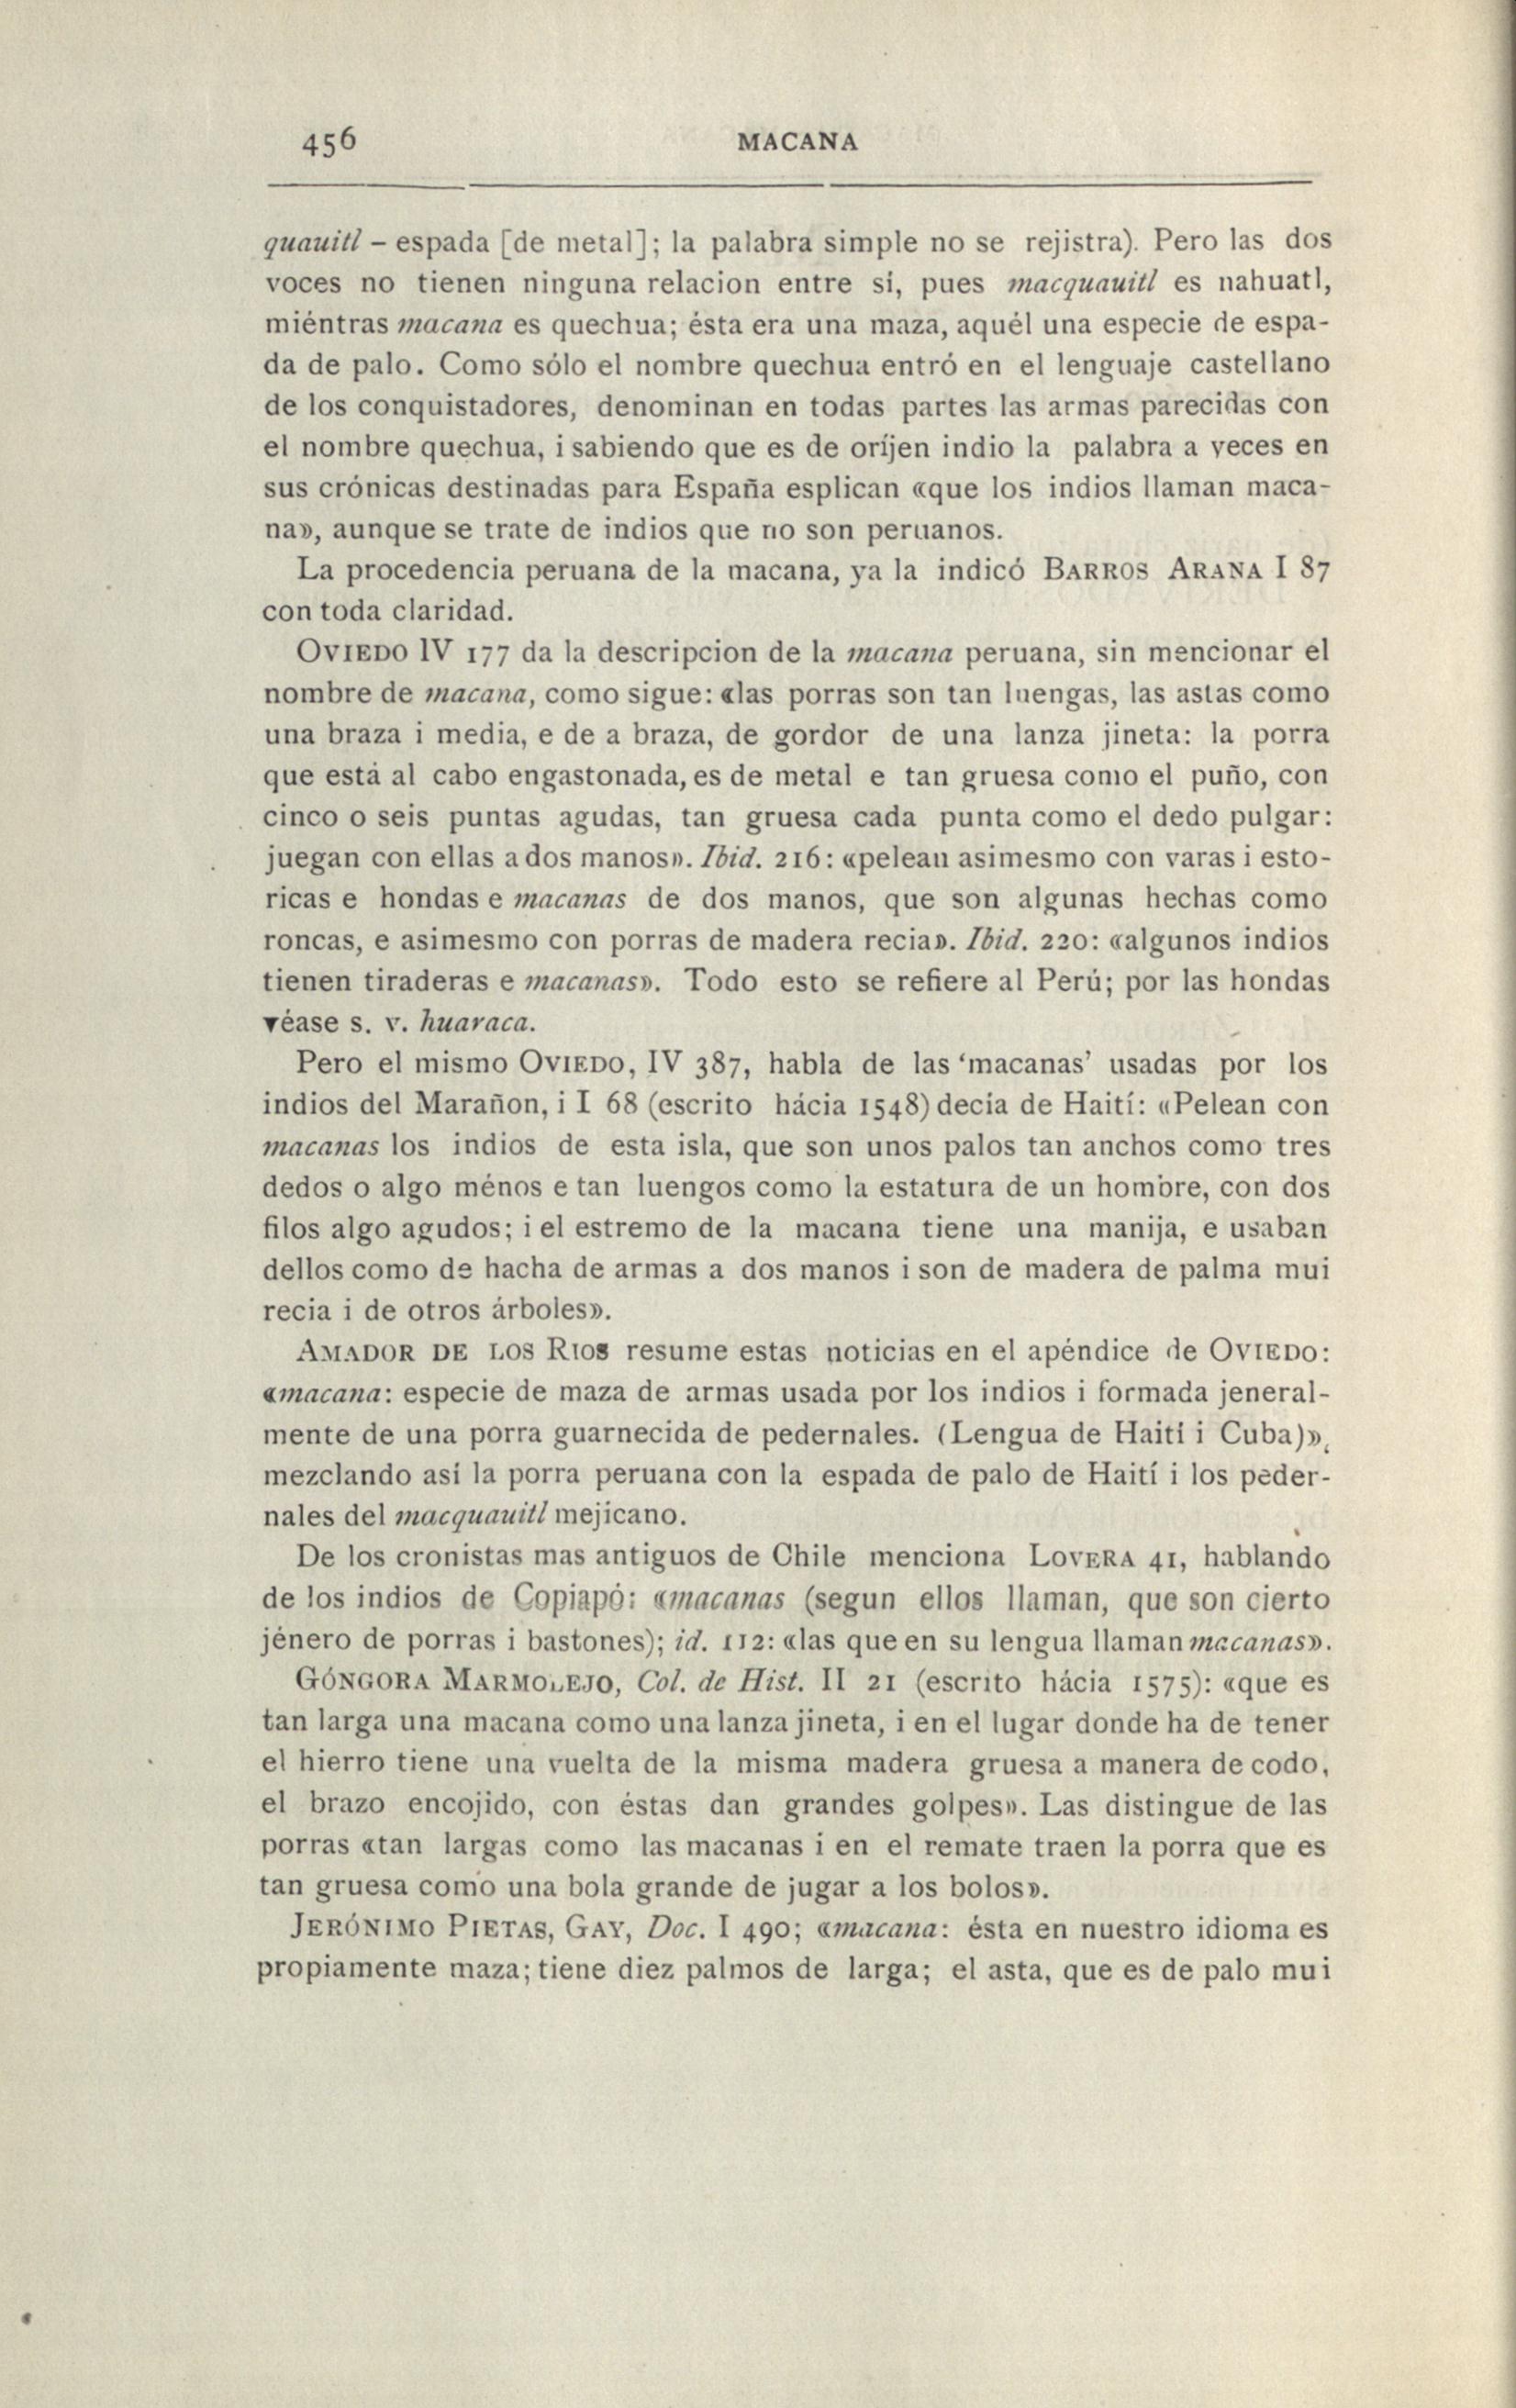 456
MACANA
quauitl – espada [de metal]; la palabra simple no se rejistra). Pero las dos
voces no tienen ninguna relacion entre sí, pues macquauitl es nahuatl,
miéntras macana es quechua; ésta era una maza, aquél una especie de espa-
da de palo. Como sólo el nombre quechua entró en el lenguaje castellano
de los conquistadores, denominan en todas partes las armas parecidas con
el nombre quechua, i sabiendo que es de oríjen indio la palabra a veces en
sus crónicas destinadas para España esplican «que los indios llaman maca-
na», aunque se trate de indios que no son peruanos.
La procedencia peruana de la macana, ya la indicó BARROS ARANA I 87
con toda claridad.
OVIEDO IV 177 da la descripcion de la macana peruana, sin mencionar el
nombre de macana, como sigue: «las porras son tan luengas, las astas como
una braza i media, e de a braza, de gordor de una lanza jineta: la porra
que está al cabo engastonada, es de metal e tan gruesa como el puño, con
cinco o seis puntas agudas, tan gruesa cada punta como el dedo pulgar:
juegan con ellas a dos manos». Ibid. 216: «pelean asimesmo con varas i esto-
ricas e hondas e macanas de dos manos, que son algunas hechas como
roncas, e asimesmo con porras de madera recia». Ibid. 220: «algunos indios
tienen tiraderas e macanas». Todo esto se refiere al Perú; por las hondas
véase s. v. huaraca.
Pero el mismo OVIEDO, IV 387, habla de las ‘macanas’ usadas por los
indios del Marañon, i I 68 (escrito hácia 1548) decía de Haití: «Pelean con
macanas los indios de esta isla, que son unos palos tan anchos como tres
dedos o algo ménos e tan luengos como la estatura de un hombre, con dos
filos algo agudos; i el estremo de la macana tiene una manija, e usaban
dellos como de hacha de armas a dos manos i son de madera de palma mui
recia i de otros árboles».
AMADOR DE LOS RIOS resume estas noticias en el apéndice de OVIEDO:
«macana: especie de maza de armas usada por los indios i formada jeneral-
mente de una porra guarnecida de pedernales. (Lengua de Haití i Cuba)»,
mezclando así la porra peruana con la espada de palo de Haití i los peder-
nales del macquauitl mejicano.
De los cronistas mas antiguos de Chile menciona LOVERA 41, hablando
de los indios de Copiapó: «macanas (segun ellos llaman, que son cierto
jénero de porras i bastones); id. 112: «las que en su lengua llaman macanas».
GÓNGORA MARMOLEJO, Col. de Hist. II 21 (escrito hácia 1575): «que es
tan larga una macana como una lanza jineta, i en el lugar donde ha de tener
el hierro tiene una vuelta de la misma madera gruesa a manera de codo,
el brazo encojido, con éstas dan grandes golpes». Las distingue de las
porras «tan largas como las macanas i en el remate traen la porra que es
tan gruesa como una bola grande de jugar a los bolos».
JERÓNIMO PIETAS, GAY, Doc. I 490; «macana: ésta en nuestro idioma es
propiamente maza; tiene diez palmos de larga; el asta, que es de palo mui